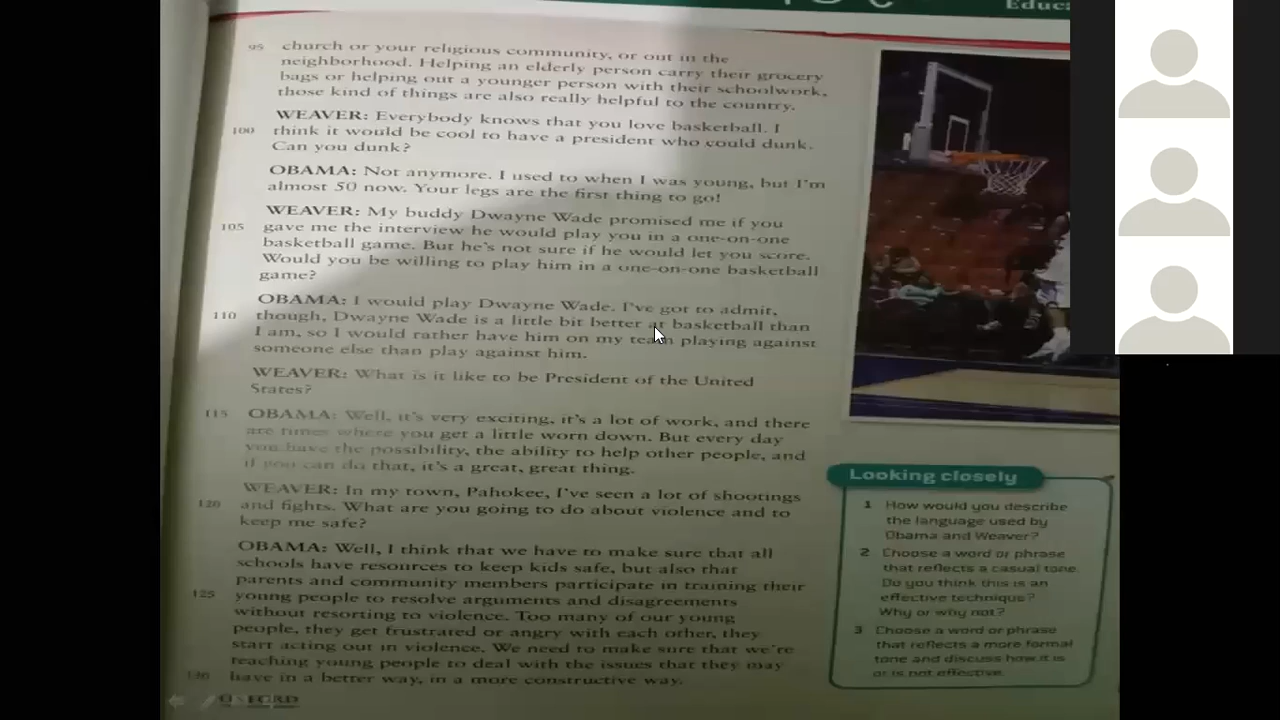 Educa
95 church or your religious community, or out in the
neighborhood. Helping an elderly person carry their grocery
bags or helping out a younger person with their schoolwork,
those kind of things are also really helpful to the country.
WEAVER: Everybody knows that you love basketball. I
100 think it would be cool to have a president who could dunk.
Can you dunk?
OBAMA: Not anymore. I used to when I was young, but I'm
almost 50 now. Your legs are the first thing to go!
WEAVER: My buddy Dwayne Wade promised me if you
105 gave me the interview he would play you in a one-on-one
basketball game. But he's not sure if he would let you score.
Would you be willing to play him in a one-on-one basketball
game?
OBAMA: I would play Dwayne Wade. I've got to admit,
110 though, Dwayne Wade is a little bit better at basketball than
I am, so I would rather have him on my team playing against
someone else than play against him.
WEAVER: What is it like to be President of the United
States?
115 OBAMA: Well, it's very exciting, it's a lot of work, and there
are times where you get a little worn down. But every day
you have the possibility, the ability to help other people, and
if you can do that, it's a great, great thing.
WEAVER: In my town, Pahokee, I've seen a lot of shootings
120 and fights. What are you going to do about violence and to
keep me safe?
OBAMA: Well, I think that we have to make sure that all
schools have resources to keep kids safe, but also that
parents and community members participate in training their
125 young people to resolve arguments and disagreements
without resorting to violence. Too many of our young
people, they get frustrated or angry with each other, they
start acting out in violence. We need to make sure that we're
teaching young people to deal with the issues that they may
130 have in a better way, in a more constructive way.
OXFORD
Looking closely
1 How would you describe
the language used by
Obama and Weaver?
2 Choose a word or phrase
that reflects a casual tone.
Do you think this is an
effective technique?
Why or why not?
3 Choose a word or phrase
that reflects a more formal
tone and discuss how it is
or is not effective.